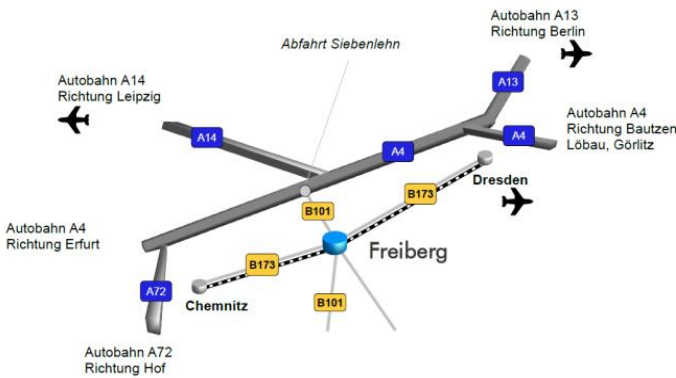 Autobahn A13
Richtung Berlin
Abfahrt Siebenlehn
Autobahn A14
Richtung Leipzig
A13
A14
A4
A4
Autobahn A4
Richtung Bautzen
Löbau, Görlitz
Dresden
B173
B101
Autobahn A4
Richtung Erfurt
Freiberg
B173
A72
Chemnitz
B101
Autobahn A72
Richtung Hof